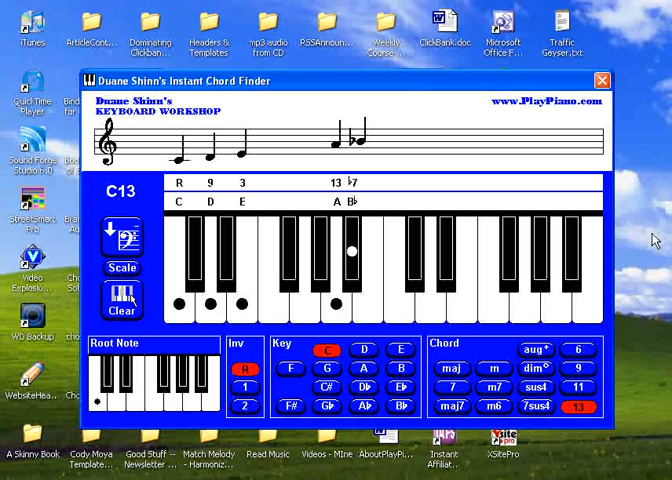 iTunes
ArticleCont...
Dominating Clickban...
Headers & Templates
mp3 audio from CD
RSSAnnoun...
Weekly Course...
ClickBank.doc
Microsoft Office F...
Traffic Geyser.txt
Duane Shinn's Instant Chord Finder
Duane Shinn's
www.PlayPiano.com
KEYBOARD WORKSHOP
QuickTime Player
Sound Forge Studio 6.0
StreetSmart Pro
Video Explosio...
WD Backup
WebsiteHea...
C13
R 9 3 13 ♭7
C D E A B♭
Scale
Clear
Root Note
Inv
R
1
2
Key
C D E
F G A B
C# D♭ E♭
F# G♭ A♭ B♭
Chord
aug+ 6
maj m dim° 9
7 m7 sus4 11
maj7 m6 7sus4 13
A Skinny Book
Cody Moya Template...
Good Stuff -- Newsletter ...
Match Melody - Harmoniz...
Read Music
Videos - MIne
AboutPlayPi...
Instant Affiliat...
XSitePro